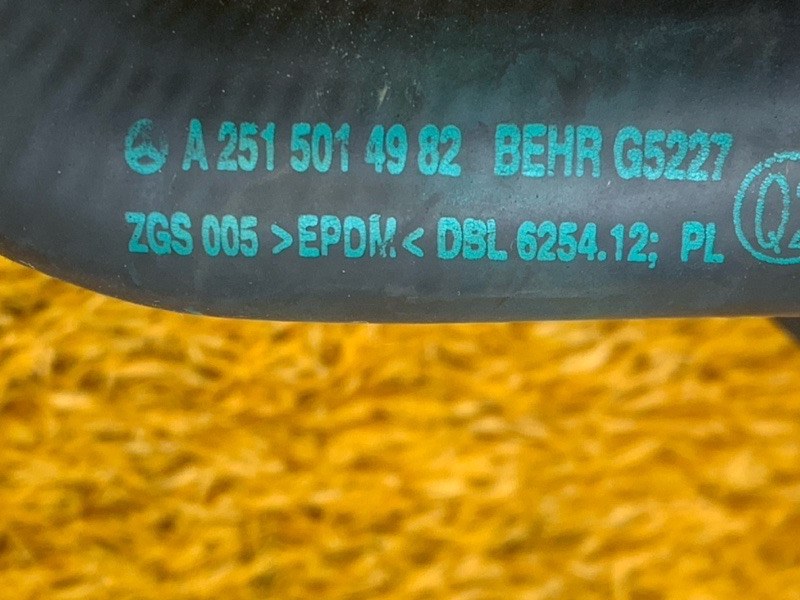 A 251 501 49 82 BEHR G5227
ZGS 005 >EPDM< DBL 6254.12; PL